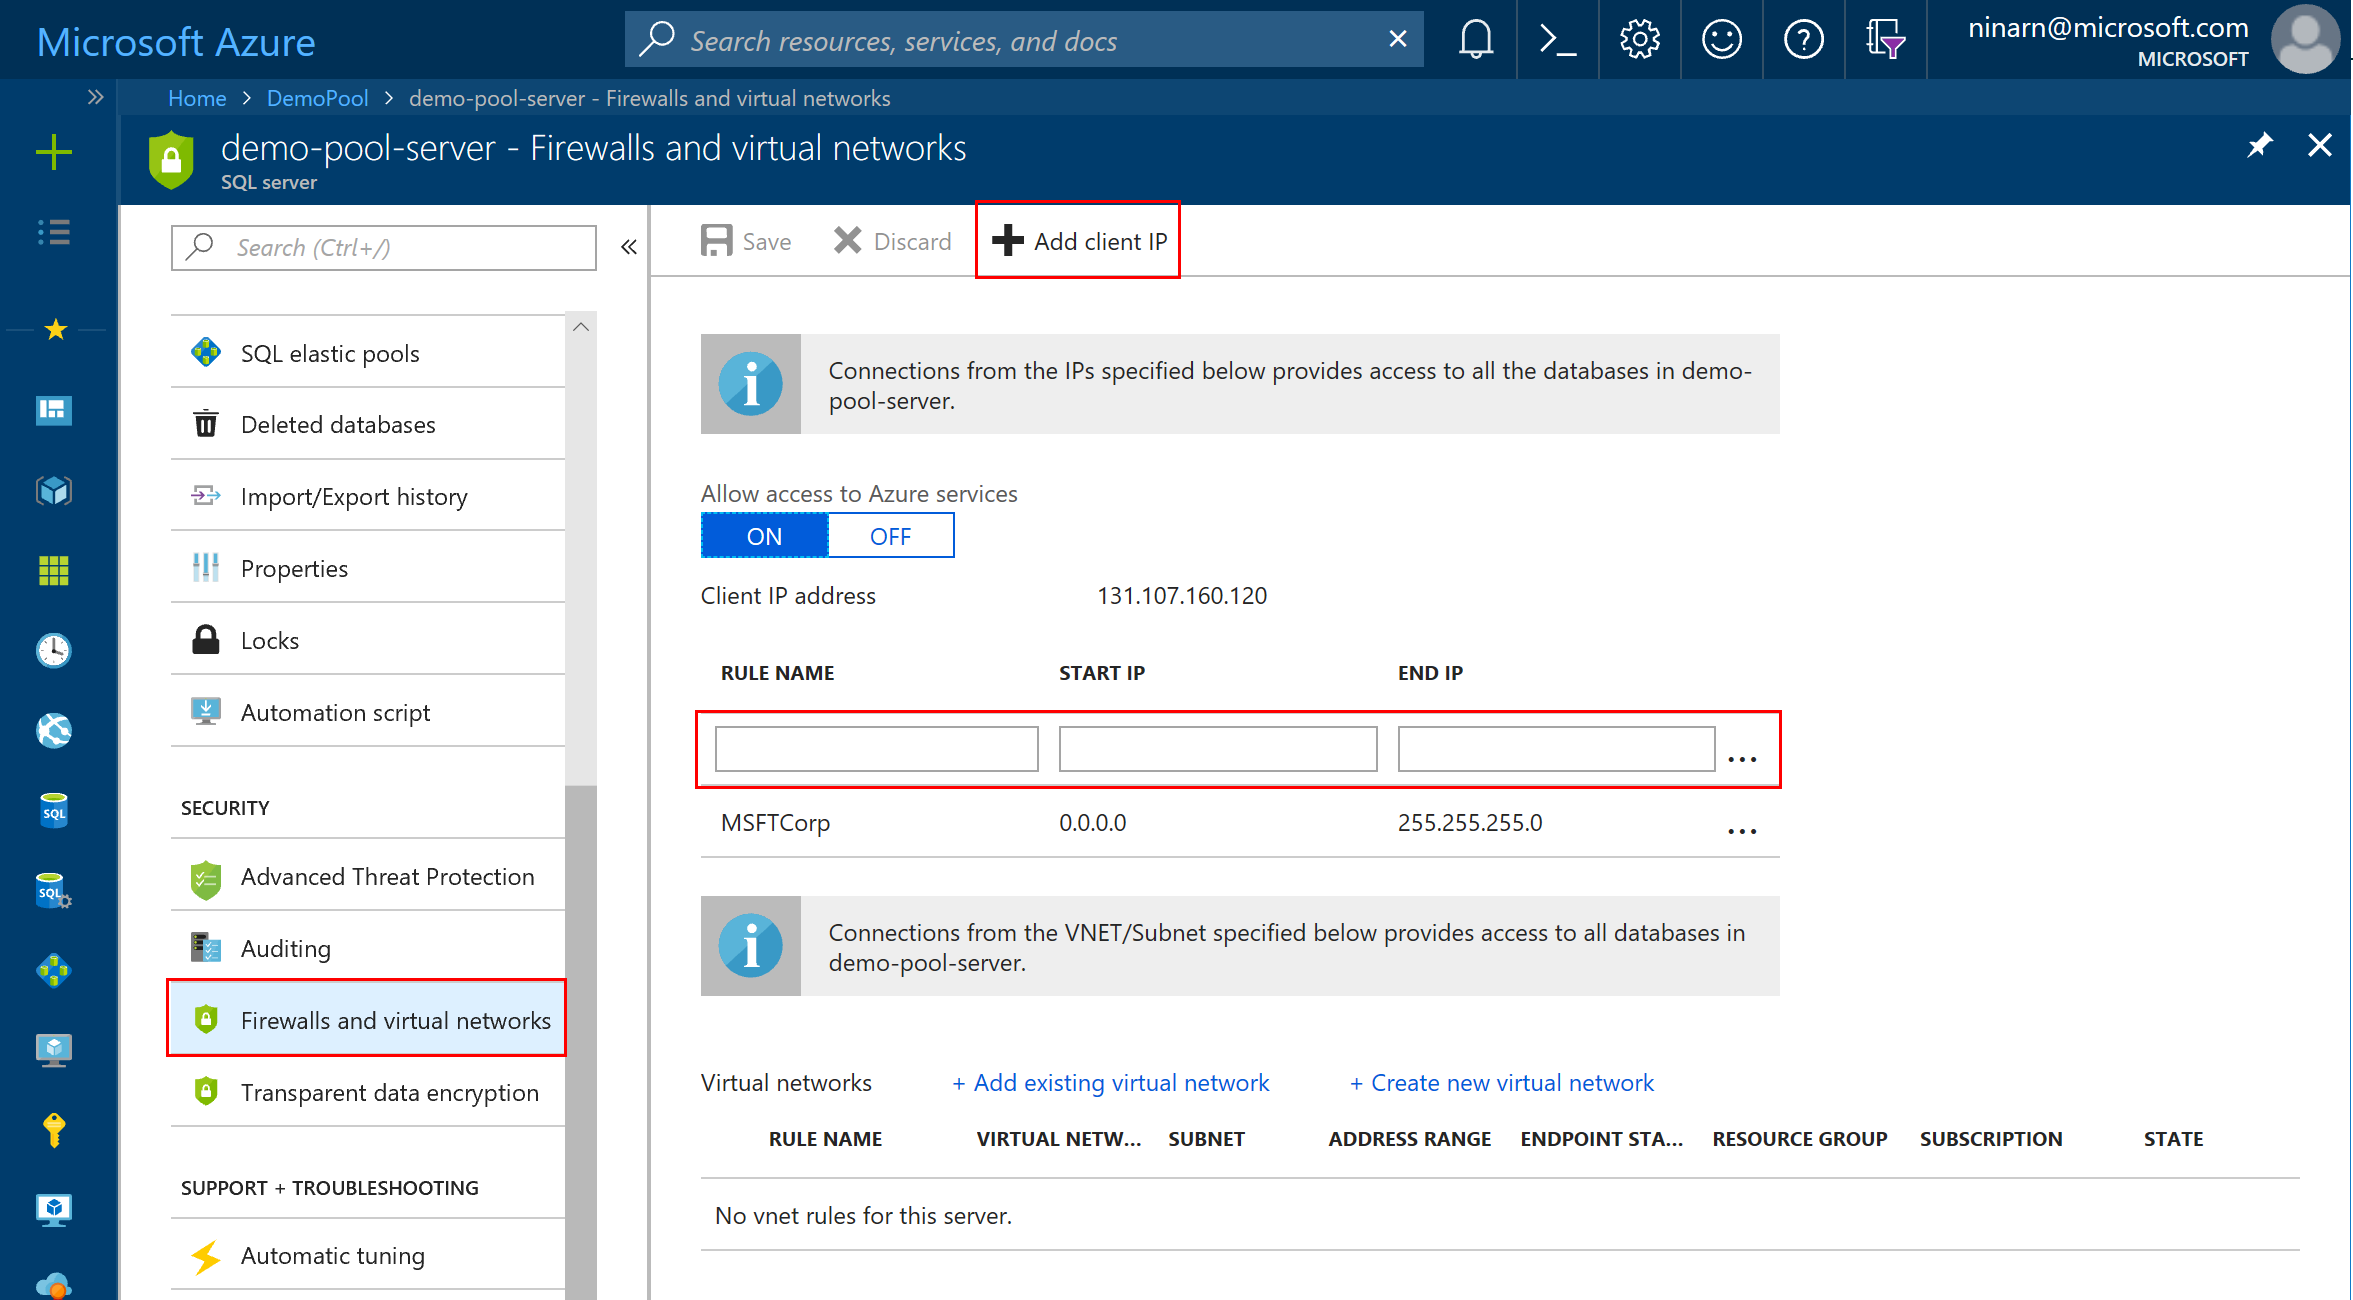 Microsoft Azure
Search resources, services, and docs
ninarn@microsoft.com
MICROSOFT
Home > DemoPool > demo-pool-server - Firewalls and virtual networks
demo-pool-server - Firewalls and virtual networks
SQL server
Search (Ctrl+/)
SQL elastic pools
Deleted databases
Import/Export history
Properties
Locks
Automation script
SECURITY
Advanced Threat Protection
Auditing
Firewalls and virtual networks
Transparent data encryption
SUPPORT + TROUBLESHOOTING
Automatic tuning
SQL
SQL
Save Discard Add client IP
Connections from the IPs specified below provides access to all the databases in demo-
pool-server.
Allow access to Azure services
ON OFF
Client IP address 131.107.160.120
RULE NAME START IP END IP
...
MSFTCorp 0.0.0.0 255.255.255.0 ...
Connections from the VNET/Subnet specified below provides access to all databases in
demo-pool-server.
Virtual networks + Add existing virtual network + Create new virtual network
RULE NAME VIRTUAL NETW... SUBNET ADDRESS RANGE ENDPOINT STA... RESOURCE GROUP SUBSCRIPTION STATE
No vnet rules for this server.